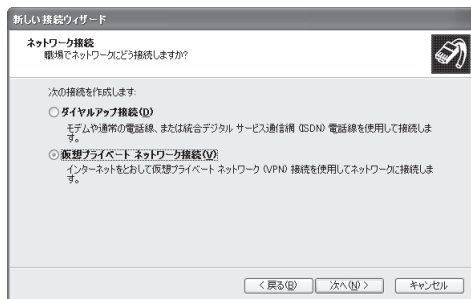 新しい接続ウィザード
ネットワーク接続
職場でネットワークにどう接続しますか?
次の接続を作成します:
ダイヤルアップ接続(D)
モデムや通常の電話線、または統合デジタル サービス通信網 (ISDN) 電話線を使用して接続しま
す。
仮想プライベート ネットワーク接続(V)
インターネットをとおして仮想プライベート ネットワーク (VPN) 接続を使用してネットワークに接続しま
す。
< 戻る(B) 次へ(N) > キャンセル